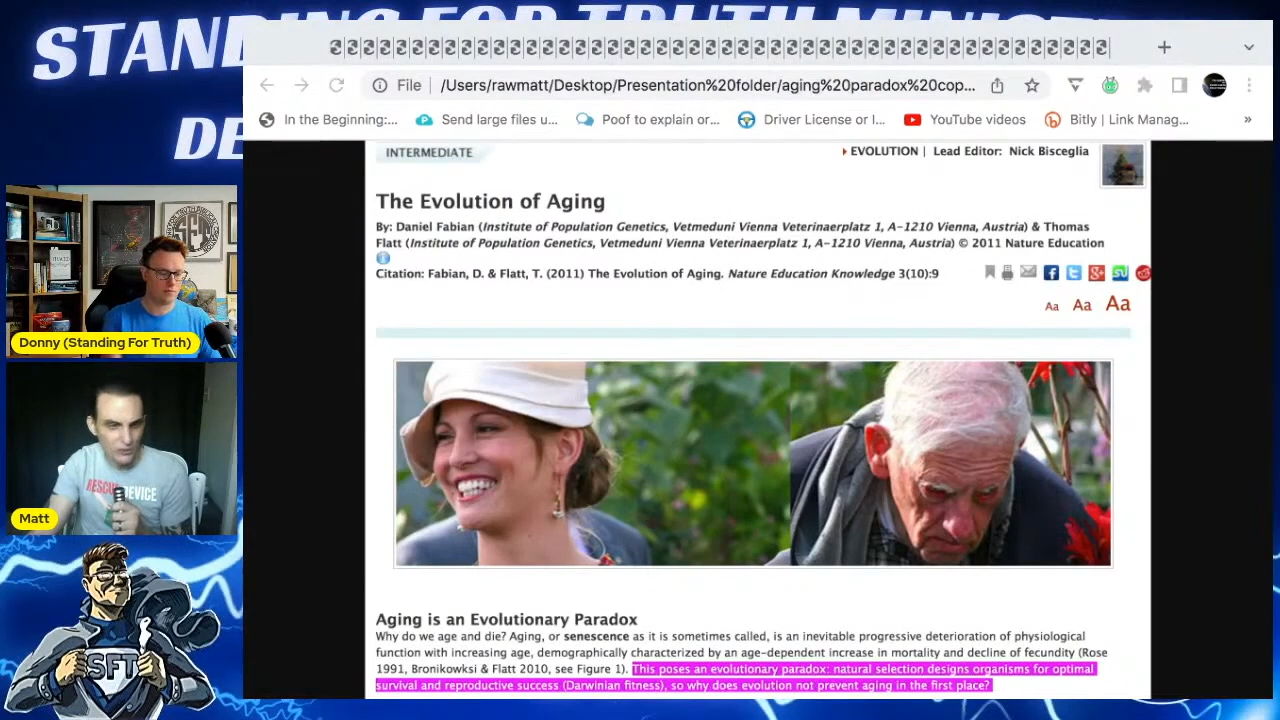 STANDING FOR TRUTH MINIST
DE
File
/Users/rawmatt/Desktop/Presentation%20folder/aging%20paradox%20cop...
In the Beginning:...
Send large files u...
Poof to explain or...
Driver License or I...
YouTube videos
Bitly | Link Manag...
»
INTERMEDIATE
EVOLUTION | Lead Editor: Nick Bisceglia
The Evolution of Aging
By: Daniel Fabian (Institute of Population Genetics, Vetmeduni Vienna Veterinaerplatz 1, A-1210 Vienna, Austria) & Thomas
Flatt (Institute of Population Genetics, Vetmeduni Vienna Veterinaerplatz 1, A-1210 Vienna, Austria) © 2011 Nature Education
Citation: Fabian, D. & Flatt, T. (2011) The Evolution of Aging. Nature Education Knowledge 3(10):9
Aa Aa Aa
Aging is an Evolutionary Paradox
Why do we age and die? Aging, or senescence as it is sometimes called, is an inevitable progressive deterioration of physiological
function with increasing age, demographically characterized by an age-dependent increase in mortality and decline of fecundity (Rose
1991, Bronikowksi & Flatt 2010, see Figure 1). This poses an evolutionary paradox: natural selection designs organisms for optimal
survival and reproductive success (Darwinian fitness), so why does evolution not prevent aging in the first place?
Donny (Standing For Truth)
RESCUE DEVICE
Matt
SFT